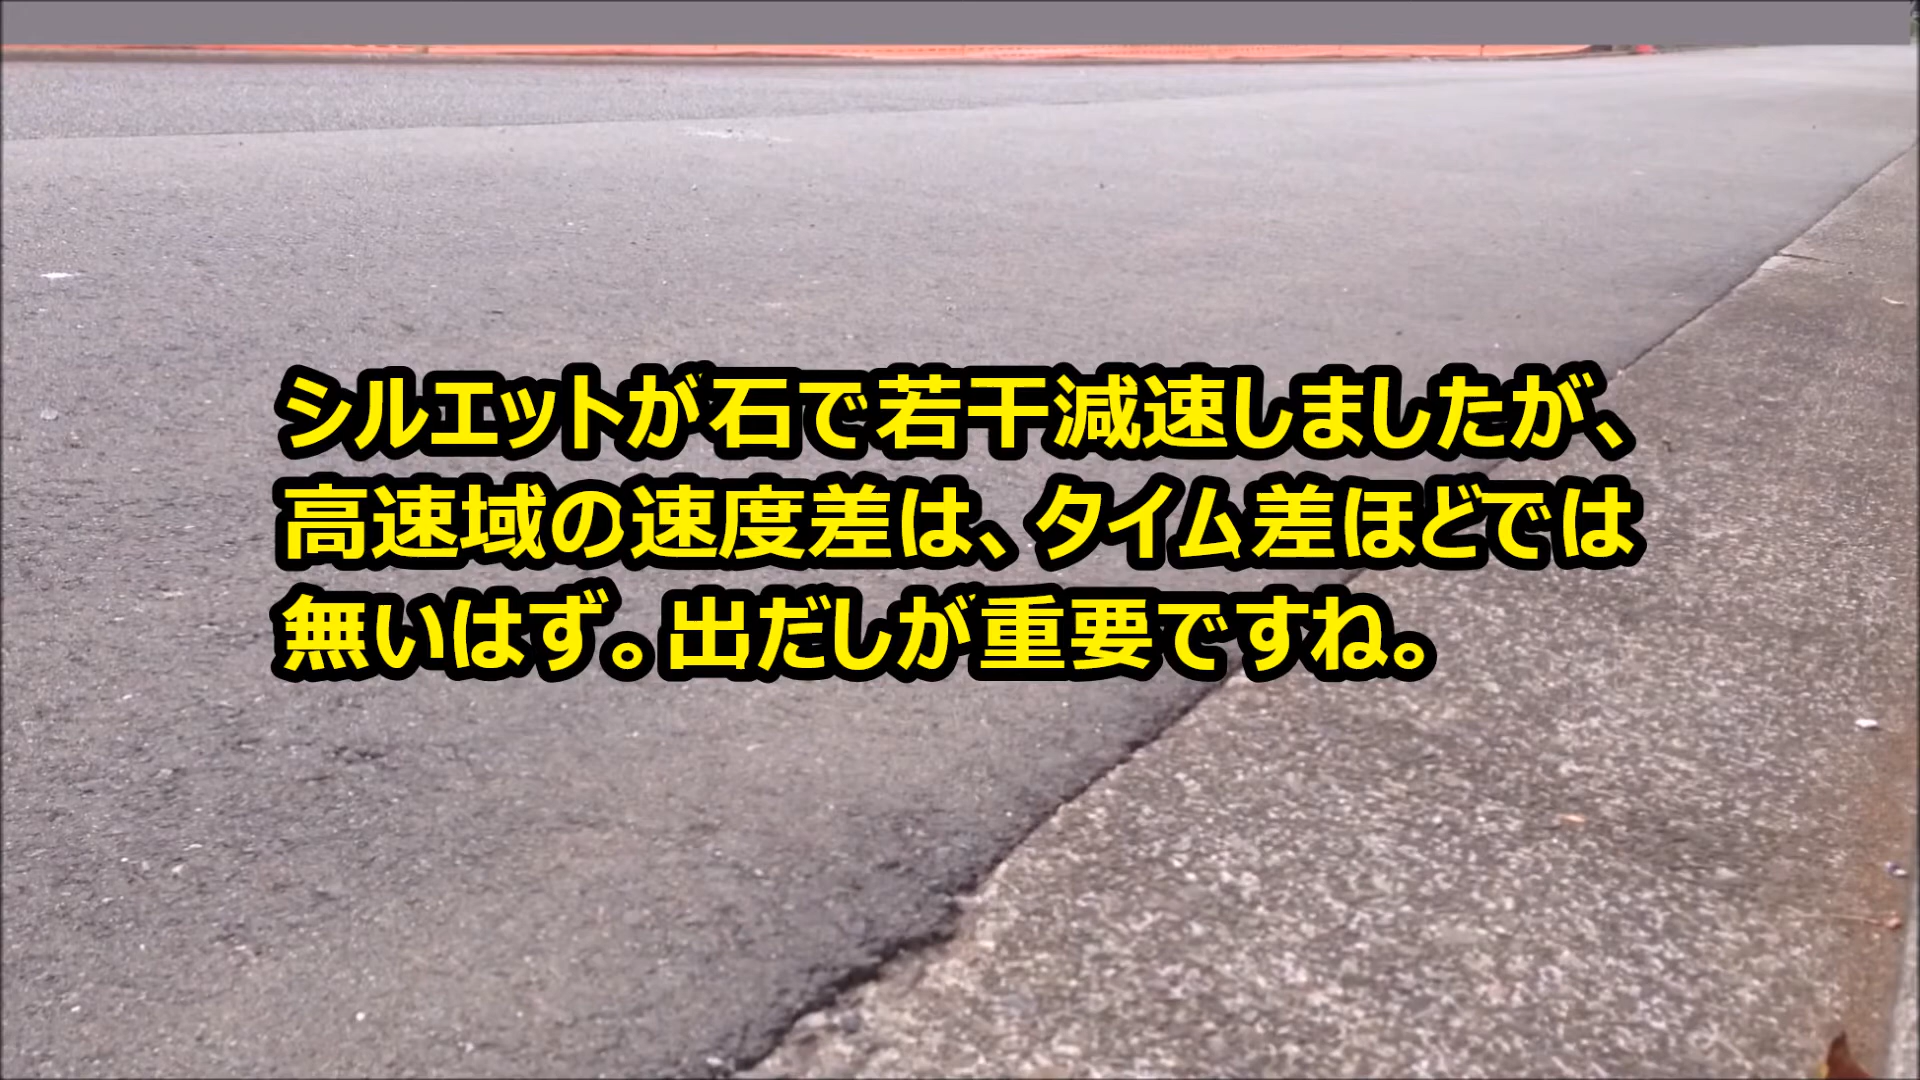 シルエットが石で若干減速しましたが、
高速域の速度差は、タイム差ほどでは
無いはず。出だしが重要ですね。